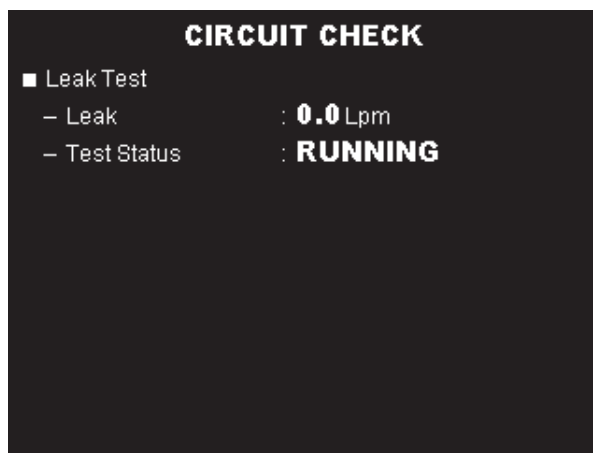 CIRCUIT CHECK
■ Leak Test
– Leak : 0.0 Lpm
– Test Status : RUNNING